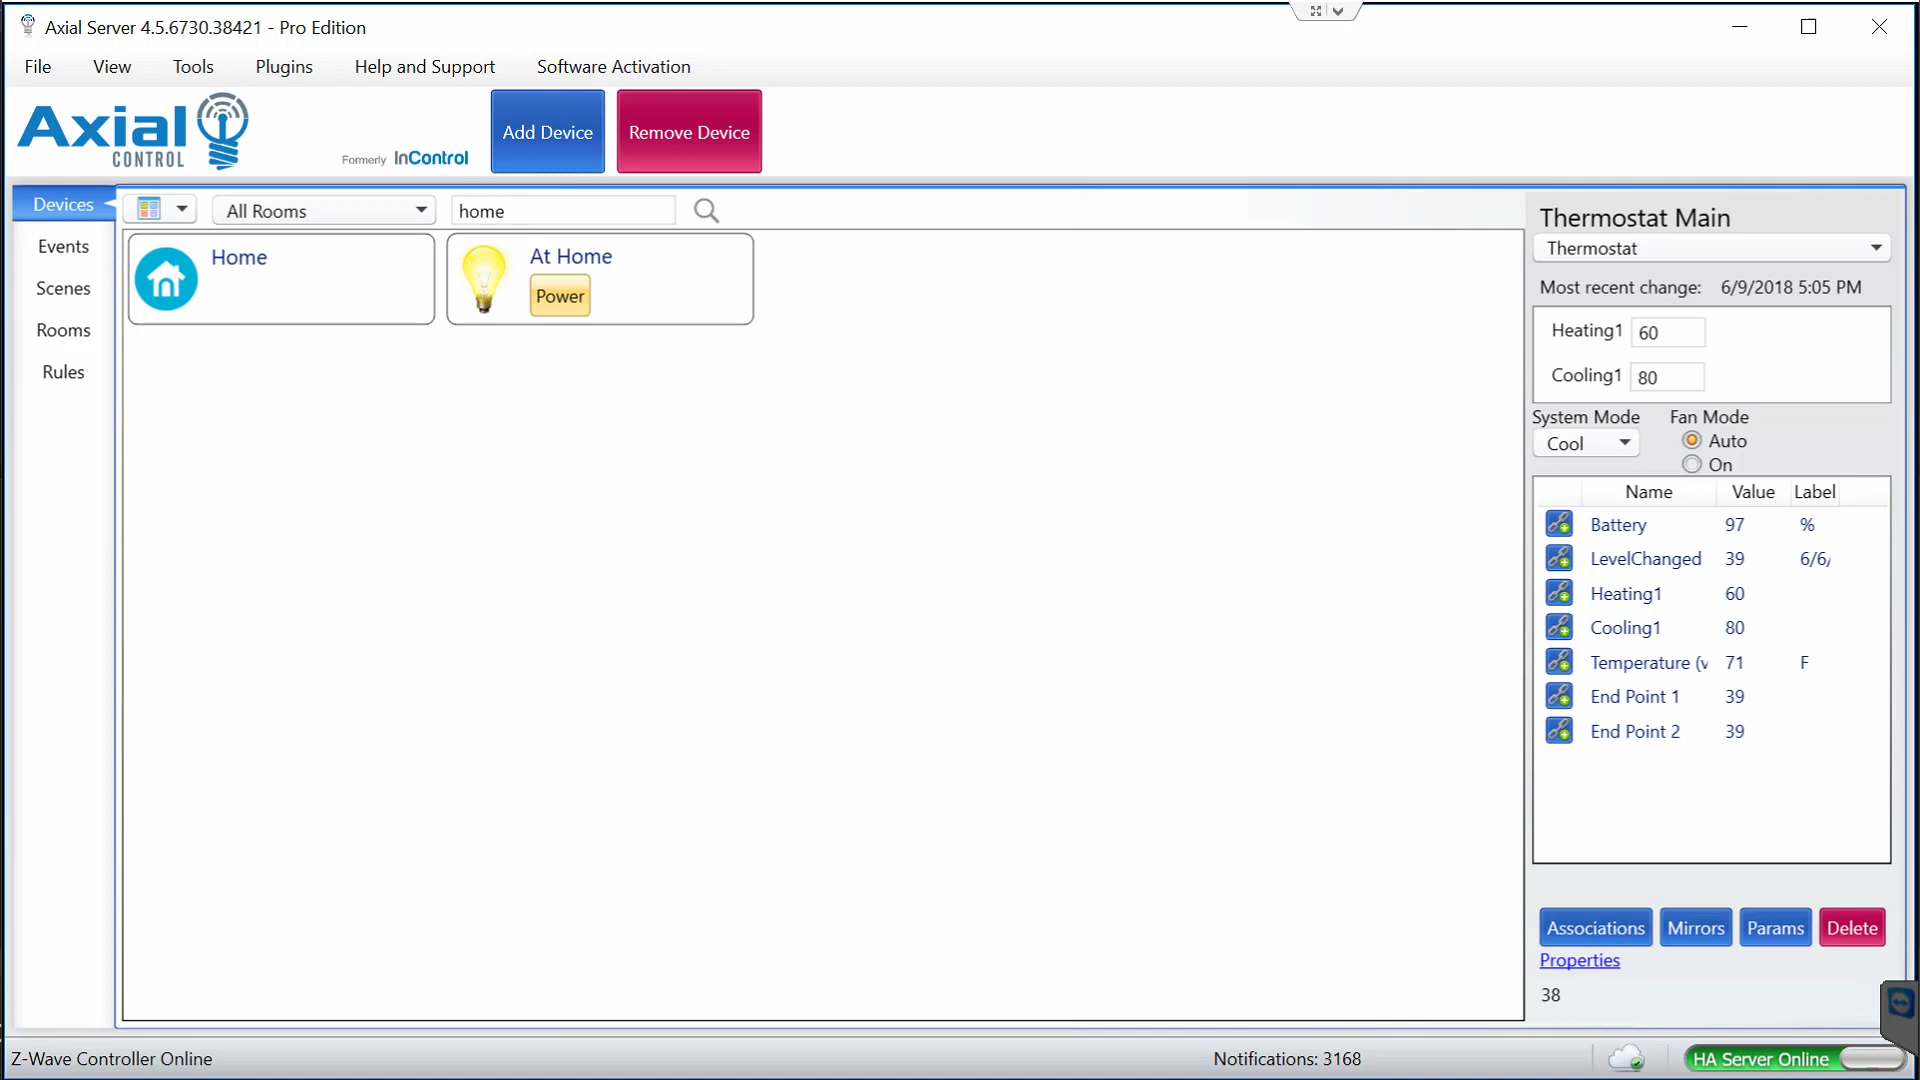 Axial Server 4.5.6730.38421 - Pro Edition
File View Tools Plugins Help and Support Software Activation
Axial CONTROL
Formerly InControl
Add Device Remove Device
Devices
Events
Scenes
Rooms
Rules
All Rooms home
Home
At Home
Power
Thermostat Main
Thermostat
Most recent change: 6/9/2018 5:05 PM
Heating1 60
Cooling1 80
System Mode Fan Mode
Cool Auto
On
Name Value Label
Battery 97 %
LevelChanged 39 6/6/
Heating1 60
Cooling1 80
Temperature (v 71 F
End Point 1 39
End Point 2 39
Associations Mirrors Params Delete
Properties
38
Z-Wave Controller Online Notifications: 3168 HA Server Online